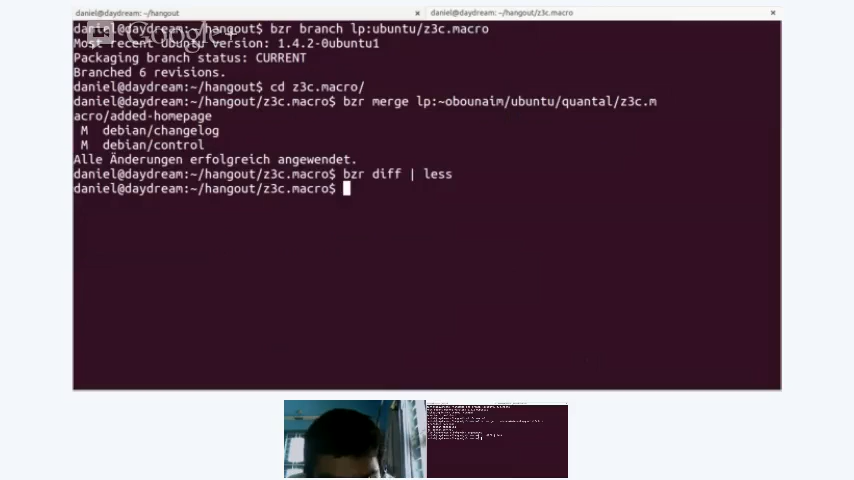 daniel@daydream: ~/hangout × daniel@daydream: ~/hangout/z3c.macro ×
daniel@daydream:~/hangout$ bzr branch lp:ubuntu/z3c.macro
Google+
Most recent Ubuntu version: 1.4.2-0ubuntu1
Packaging branch status: CURRENT
Branched 6 revisions.
daniel@daydream:~/hangout$ cd z3c.macro/
daniel@daydream:~/hangout/z3c.macro$ bzr merge lp:~obounaim/ubuntu/quantal/z3c.m
acro/added-homepage
M debian/changelog
M debian/control
Alle Änderungen erfolgreich angewendet.
daniel@daydream:~/hangout/z3c.macro$ bzr diff | less
daniel@daydream:~/hangout/z3c.macro$